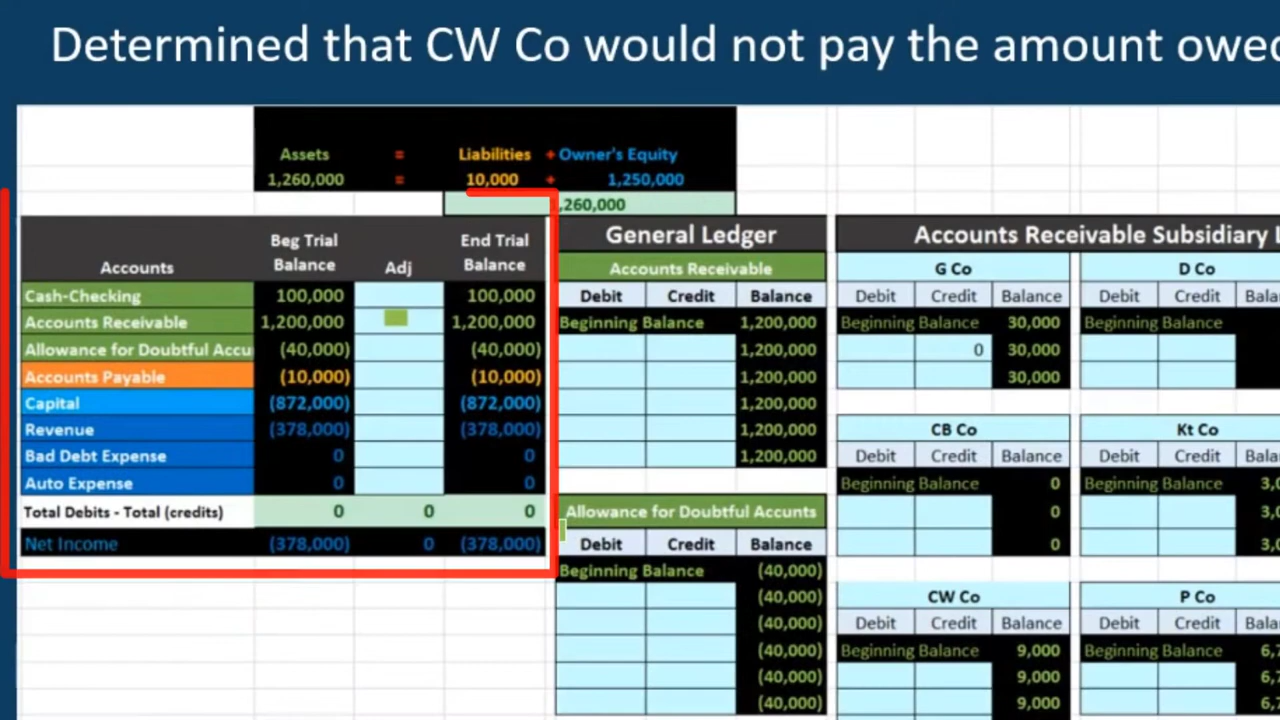 Determined that CW Co would not pay the amount owed
Assets = Liabilities + Owner's Equity
1,260,000 = 10,000 + 1,250,000
1,260,000
Accounts Beg Trial Balance Adj End Trial Balance
Cash-Checking 100,000 100,000
Accounts Receivable 1,200,000 1,200,000
Allowance for Doubtful Accu (40,000) (40,000)
Accounts Payable (10,000) (10,000)
Capital (872,000) (872,000)
Revenue (378,000) (378,000)
Bad Debt Expense 0 0
Auto Expense 0 0
Total Debits - Total (credits) 0 0 0
Net Income (378,000) 0 (378,000)
General Ledger
Accounts Receivable
Debit Credit Balance
Beginning Balance 1,200,000
1,200,000
1,200,000
1,200,000
1,200,000
1,200,000
Allowance for Doubtful Accunts
Debit Credit Balance
Beginning Balance (40,000)
(40,000)
(40,000)
(40,000)
(40,000)
(40,000)
Accounts Receivable Subsidiary L
G Co
Debit Credit Balance
Beginning Balance 30,000
0 30,000
30,000
CB Co
Debit Credit Balance
Beginning Balance 0
0
0
CW Co
Debit Credit Balance
Beginning Balance 9,000
9,000
9,000
D Co
Debit Credit Bala
Beginning Balance
Kt Co
Debit Credit Bala
Beginning Balance 3,0
3,0
3,0
P Co
Debit Credit Bala
Beginning Balance 6,7
6,7
6,7